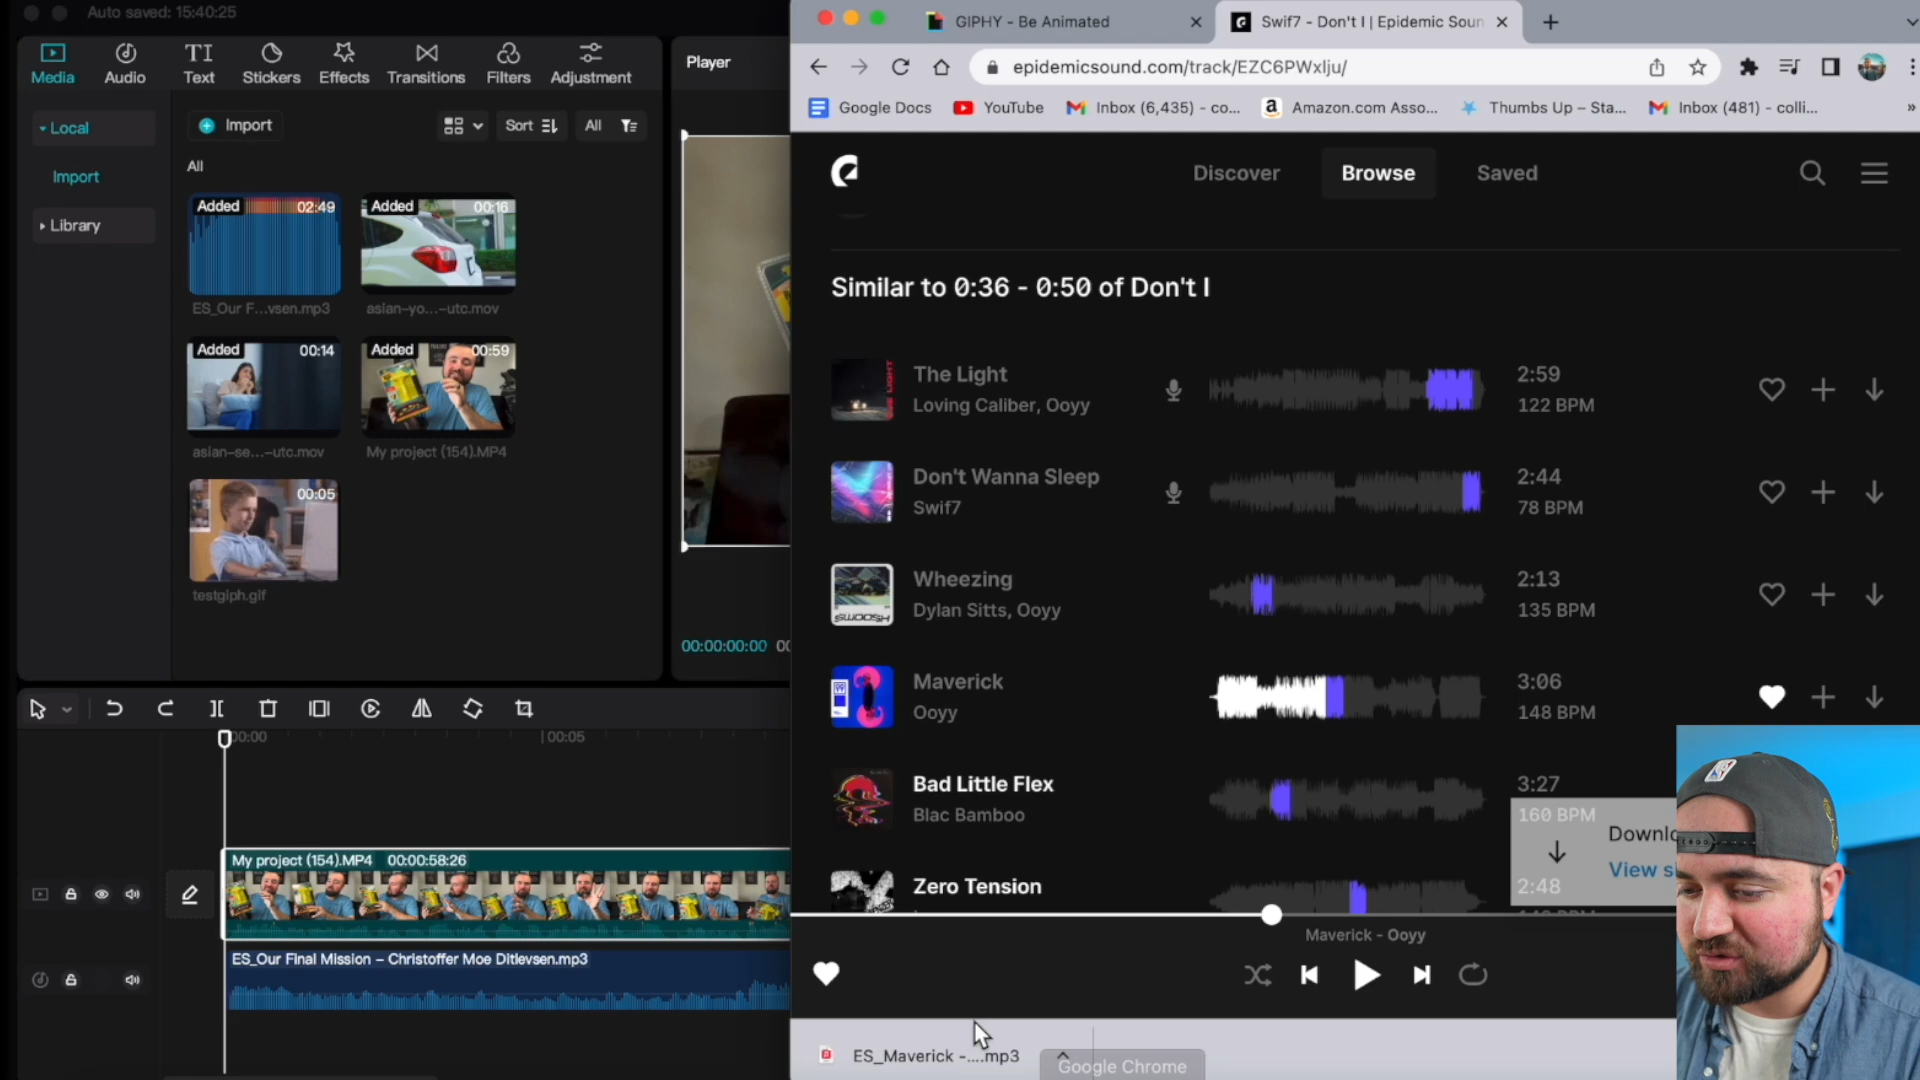 Auto saved: 15:40:25
Media
Audio
TI
Text
Stickers
Effects
Transitions
Filters
Adjustment
Local
Import
Library
Import
Sort
All
All
Added 02:49
ES_Our F...vsen.mp3
Added 00:16
asian-yo...-utc.mov
Added 00:14
asian-se...-utc.mov
Added 00:59
My project (154).MP4
00:05
testgiph.gif
Player
00:00:00:00 00
00:00
00:05
My project (154).MP4 00:00:58:26
ES_Our Final Mission – Christoffer Moe Ditlevsen.mp3
GIPHY - Be Animated
Swif7 - Don't I | Epidemic Soun
epidemicsound.com/track/EZC6PWxlju/
Google Docs
YouTube
Inbox (6,435) - co...
Amazon.com Asso...
Thumbs Up – Sta...
Inbox (481) - colli...
Discover
Browse
Saved
Similar to 0:36 - 0:50 of Don't I
The Light
Loving Caliber, Ooyy
2:59
122 BPM
Don't Wanna Sleep
Swif7
2:44
78 BPM
SWOOSH
Wheezing
Dylan Sitts, Ooyy
2:13
135 BPM
Maverick
Ooyy
3:06
148 BPM
Bad Little Flex
Blac Bamboo
3:27
160 BPM
Zero Tension
2:48
Downlo
View s
Maverick - Ooyy
ES_Maverick -....mp3
Google Chrome